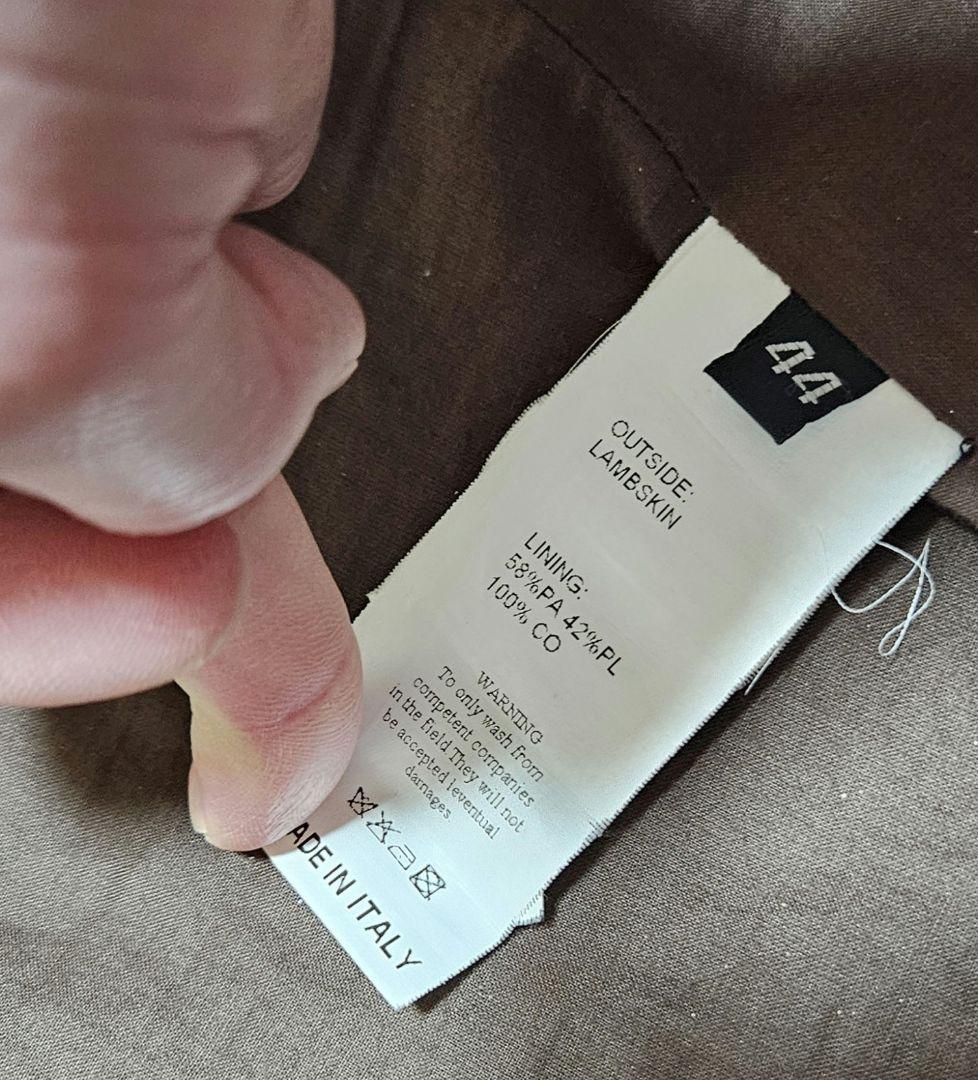 44
OUTSIDE:
LAMBSKIN
LINING:
58%PA 42%PL
100% CO
WARNING
To only wash from
competent companies
in the field They will not
be accepted leventual
damages
ADE IN ITALY